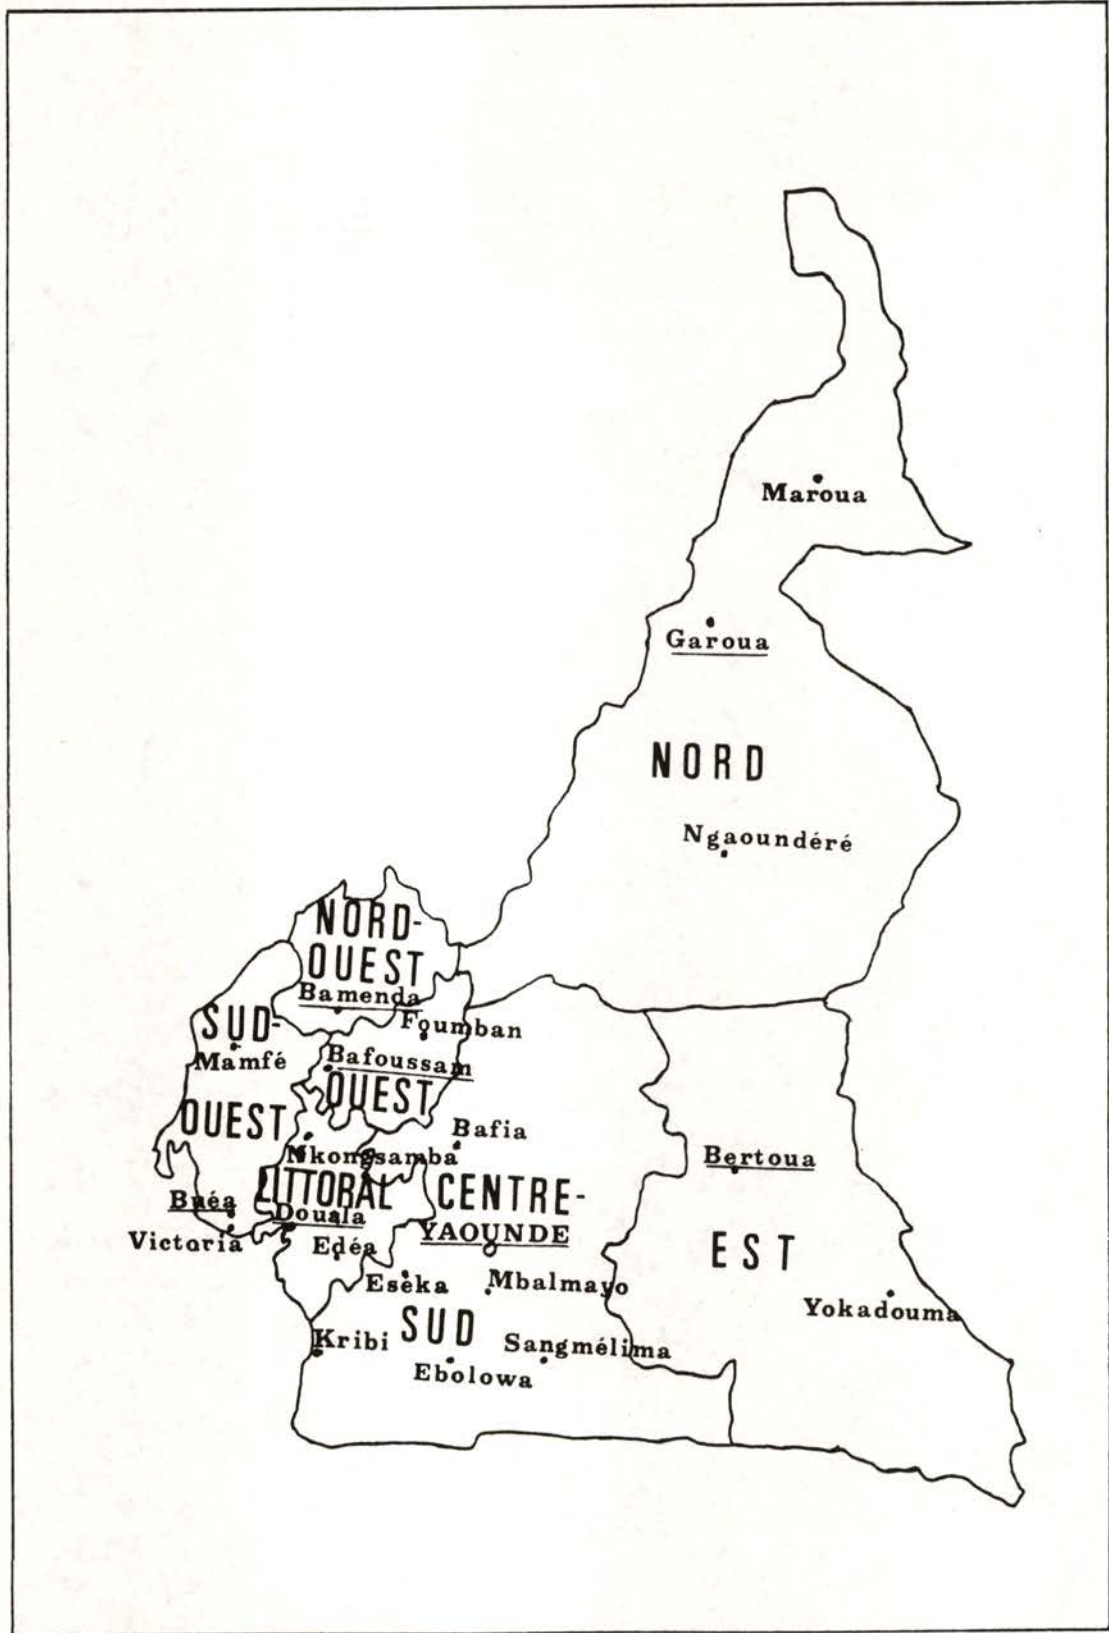 Maroua
Garoua
NORD
Ngaoundéré
NORD-
OUEST
Bamenda
Foumban
SUD-
Mamfé
Bafoussam
OUEST
OUEST
Bafia
Nkongsamba
Bertoua
LITTORAL
CENTRE-
Buéa
Douala
YAOUNDE
Victoria
Edéa
EST
Eséka
Mbalmayo
Yokadouma
SUD
Kribi
Sangmélima
Ebolowa